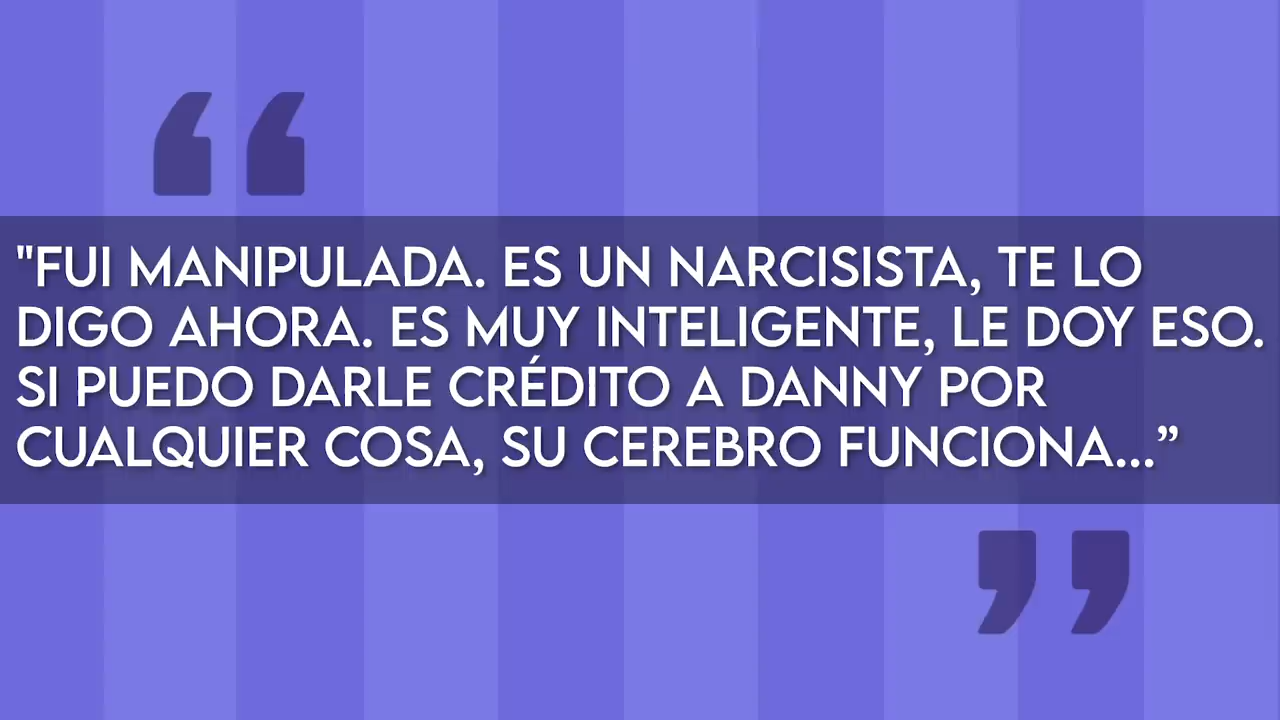 "FUI MANIPULADA. ES UN NARCISISTA, TE LO
DIGO AHORA. ES MUY INTELIGENTE, LE DOY ESO.
SI PUEDO DARLE CRÉDITO A DANNY POR
CUALQUIER COSA, SU CEREBRO FUNCIONA...”